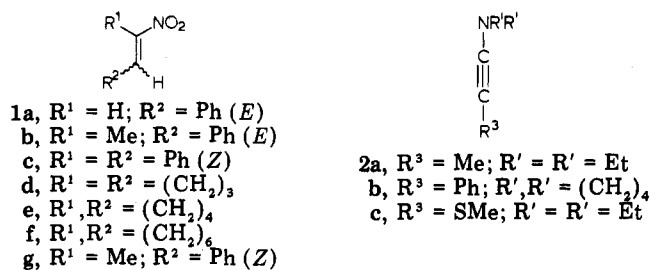 R¹ NO₂
R² H
1a, R¹ = H; R² = Ph (E)
b, R¹ = Me; R² = Ph (E)
c, R¹ = R² = Ph (Z)
d, R¹ = R² = (CH₂)₃
e, R¹,R² = (CH₂)₄
f, R¹,R² = (CH₂)₆
g, R¹ = Me; R² = Ph (Z)
NR'R'
C
C
R³
2a, R³ = Me; R' = R' = Et
b, R³ = Ph; R',R' = (CH₂)₄
c, R³ = SMe; R' = R' = Et